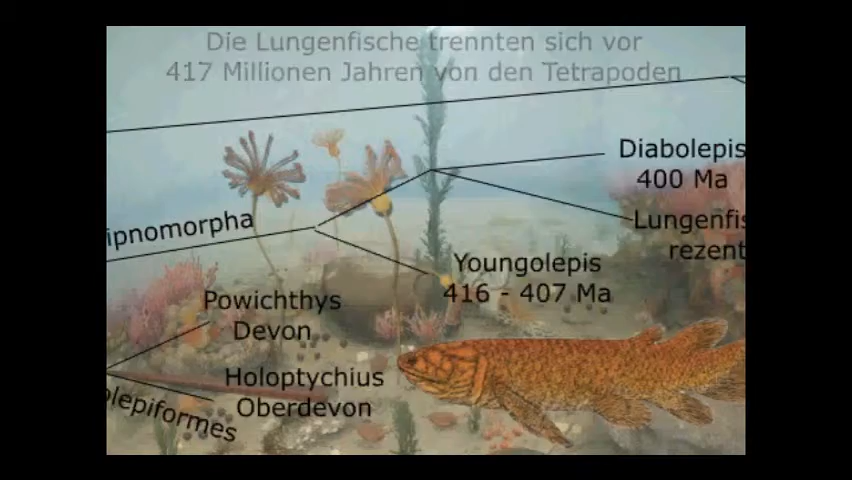 Die Lungenfische trennten sich vor
417 Millionen Jahren von den Tetrapoden
Diabolepis
400 Ma
Lungenfis
rezent
ipnomorpha
Youngolepis
416 - 407 Ma
Powichthys
Devon
Holoptychius
Oberdevon
olepiformes